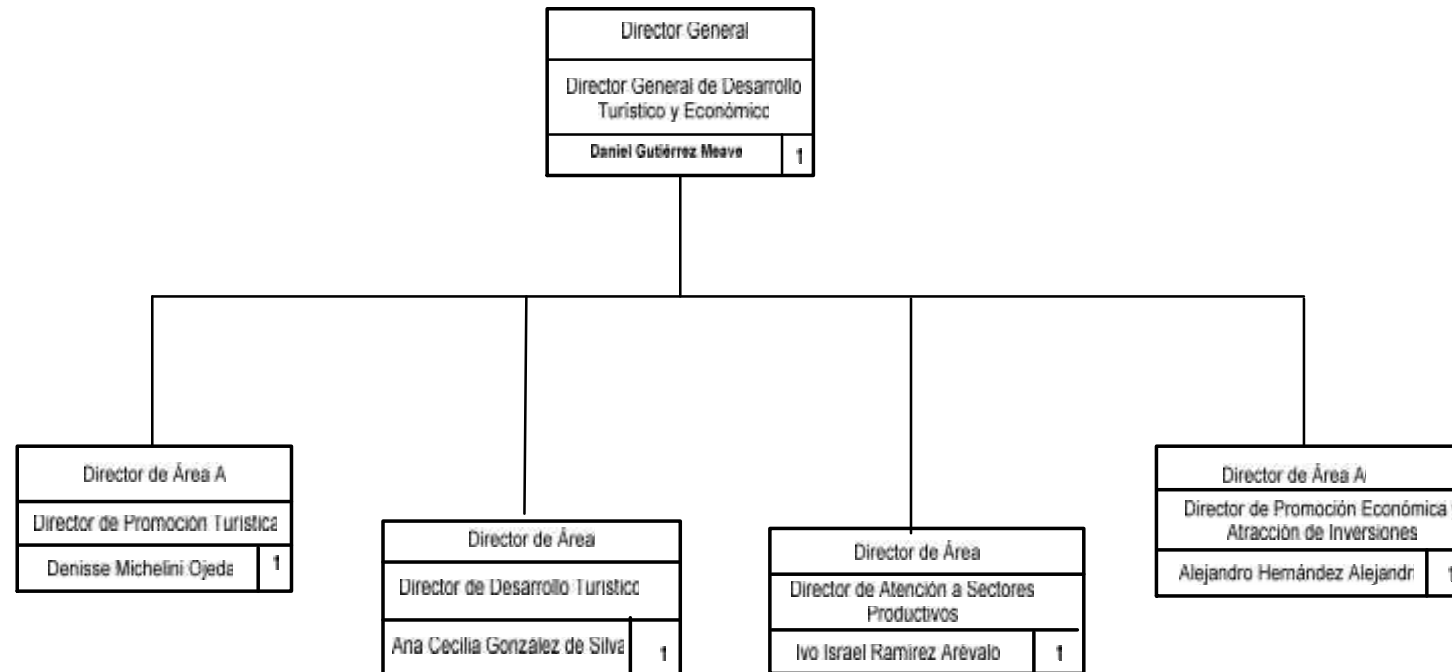 Director General
Director General de Desarrollo
Turístico y Económico
Daniel Gutiérrez Meave
1
Director de Área A
Director de Promoción Turística
Denisse Michelini Ojeda
1
Director de Área
Director de Desarrollo Turístico
Ana Cecilia González de Silva
1
Director de Área
Director de Atención a Sectores
Productivos
Ivo Israel Ramírez Arévalo
1
Director de Área A
Director de Promoción Económica
Atracción de Inversiones
Alejandro Hernández Alejandr
1